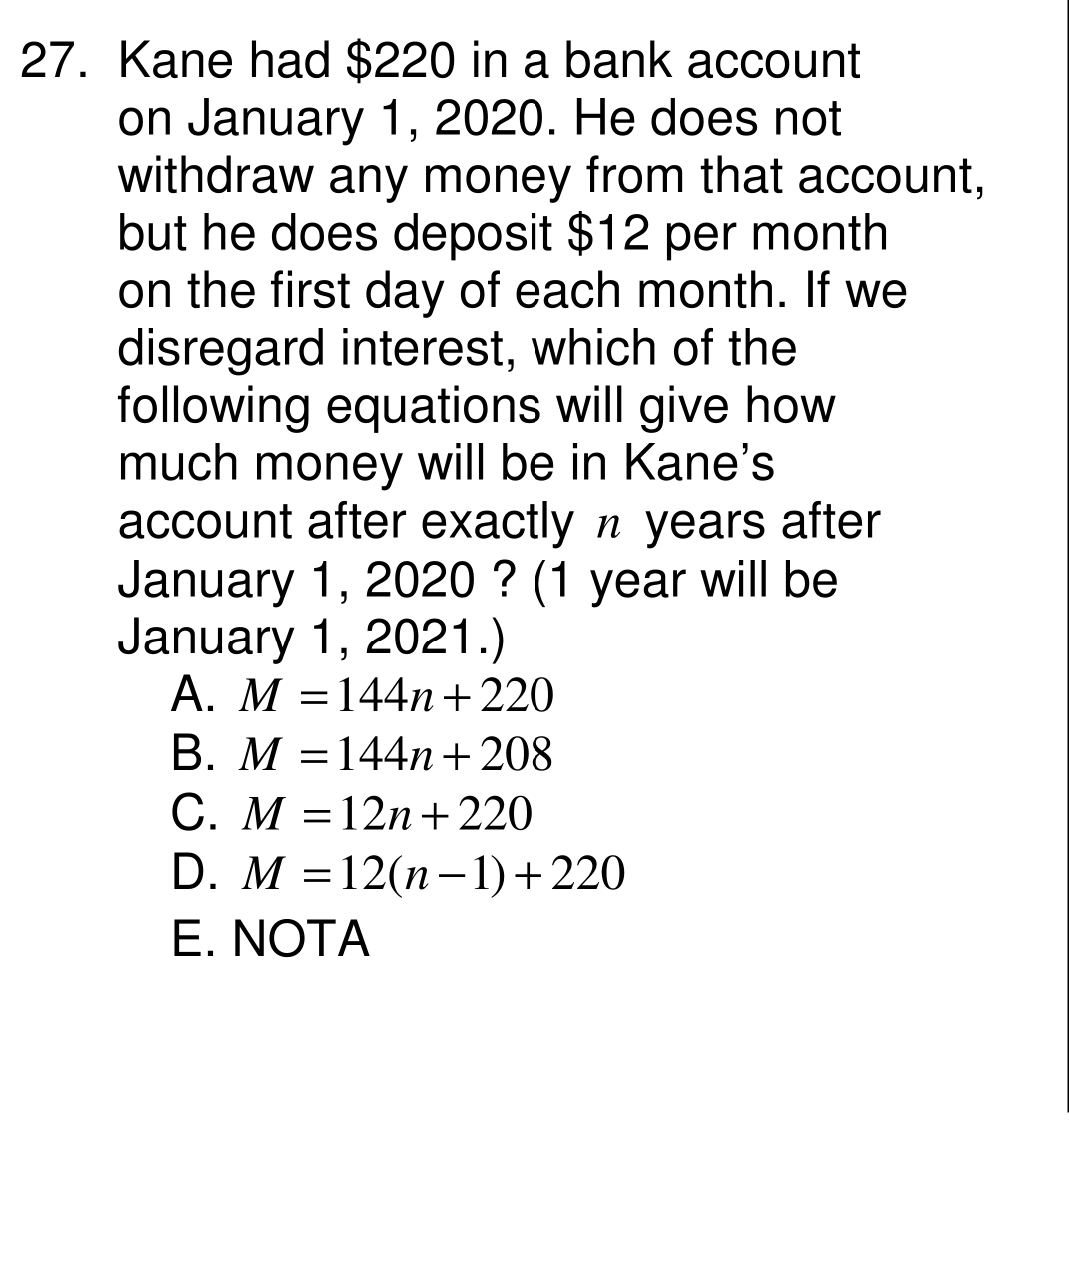 27. Kane had $220 in a bank account
on January 1, 2020. He does not
withdraw any money from that account,
but he does deposit $12 per month
on the first day of each month. If we
disregard interest, which of the
following equations will give how
much money will be in Kane’s
account after exactly n years after
January 1, 2020 ? (1 year will be
January 1, 2021.)
A. M = 144n + 220
B. M = 144n + 208
C. M = 12n + 220
D. M = 12(n − 1) + 220
E. NOTA